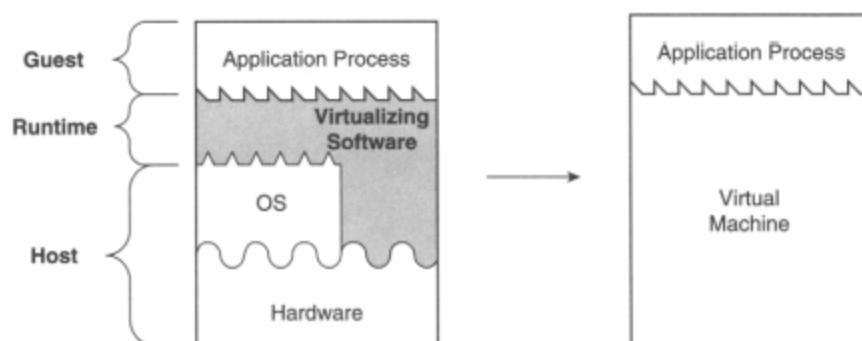 Guest
Application Process
Runtime
Virtualizing
Software
OS
Host
Hardware
Application Process
Virtual
Machine